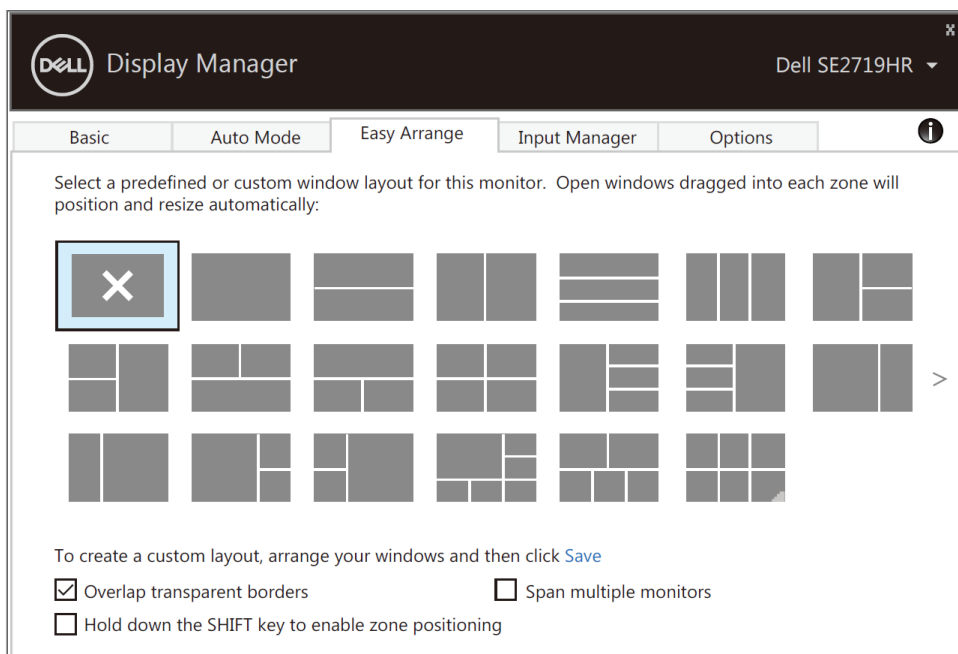 DELL Display Manager
Dell SE2719HR
Basic Auto Mode Easy Arrange Input Manager Options
Select a predefined or custom window layout for this monitor. Open windows dragged into each zone will
position and resize automatically:
>
To create a custom layout, arrange your windows and then click Save
Overlap transparent borders Span multiple monitors
Hold down the SHIFT key to enable zone positioning